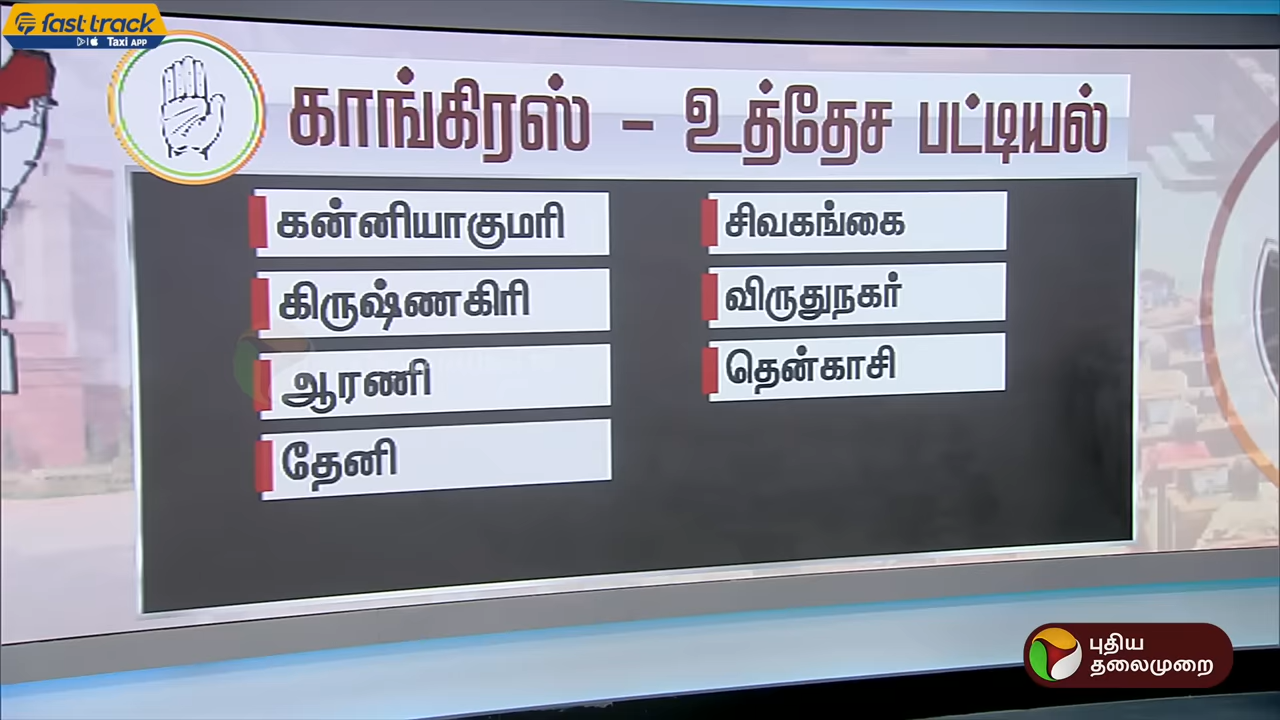 fast track
Taxi APP
காங்கிரஸ் - உத்தேச பட்டியல்
கன்னியாகுமரி
கிருஷ்ணகிரி
ஆரணி
தேனி
சிவகங்கை
விருதுநகர்
தென்காசி
புதிய
தலைமுறை